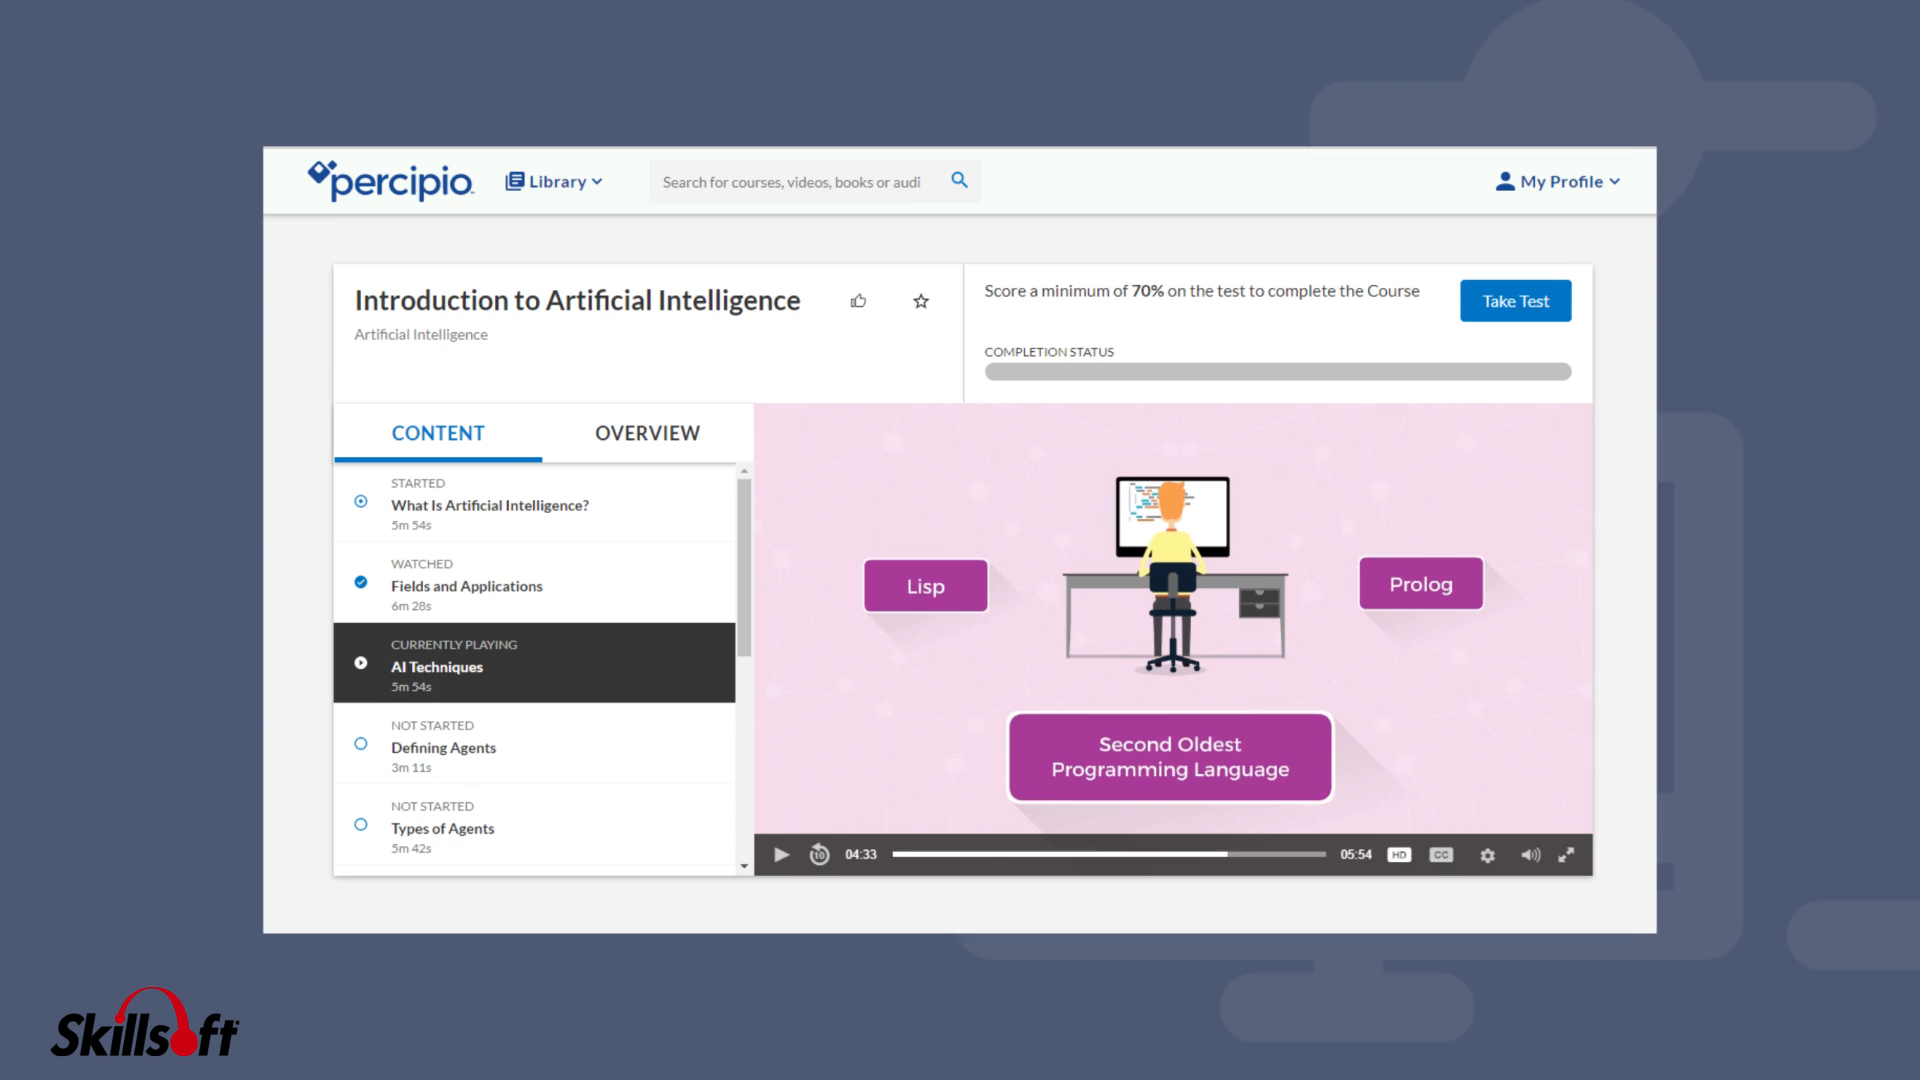 percipio
Library
Search for courses, videos, books or audi
My Profile
Introduction to Artificial Intelligence
Artificial Intelligence
Score a minimum of 70% on the test to complete the Course
Take Test
COMPLETION STATUS
CONTENT
OVERVIEW
STARTED
What Is Artificial Intelligence?
5m 54s
WATCHED
Fields and Applications
6m 28s
CURRENTLY PLAYING
AI Techniques
5m 54s
NOT STARTED
Defining Agents
3m 11s
NOT STARTED
Types of Agents
5m 42s
Lisp
Prolog
Second Oldest
Programming Language
10
04:33
05:54
HD
CC
Skillsoft